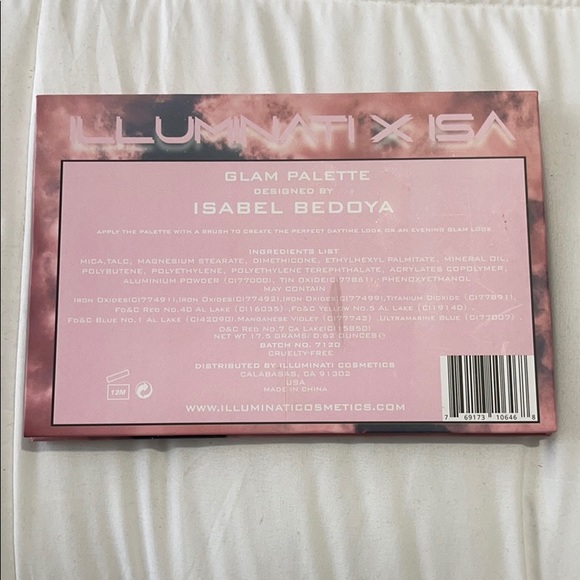 ILLUMINATI X ISA
GLAM PALETTE
DESIGNED BY
ISABEL BEDOYA
APPLY THE PALETTE WITH A BRUSH TO CREATE THE PERFECT DAYTIME LOOK OR AN EVENING GLAM LOOK
INGREDIENTS LIST
MICA,TALC, MAGNESIUM STEARATE, DIMETHICONE, ETHYLHEXYL PALMITATE, MINERAL OIL,
POLYBUTENE, POLYETHYLENE, POLYETHYLENE TEREPHTHALATE, ACRYLATES COPOLYMER,
ALUMINIUM POWDER (CI77000), TIN OXIDE(CI77861), PHENOXYETHANOL
MAY CONTAIN
IRON OXIDES(CI77491),IRON OXIDES(CI77492),IRON OXIDES(CI77499),TITANIUM DIOXIDE (CI77891),
FD&C RED NO.40 AL LAKE (CI16035) ,FD&C YELLOW NO.5 AL LAKE (CI19140) ,
FD&C BLUE NO.1 AL LAKE (CI42090),MANGANESE VIOLET (CI77742) ,ULTRAMARINE BLUE (CI77007) ,
D&C RED NO.7 CA LAKE(CI15850)
NET WT 17.5 GRAMS/0.62 OUNCES()
BATCH NO. 7120
CRUELTY-FREE
DISTRIBUTED BY ILLUMINATI COSMETICS
CALABASAS, CA 91302
USA
MADE IN CHINA
WWW.ILLUMINATICOSMETICS.COM
12M
7 69173 10646 8